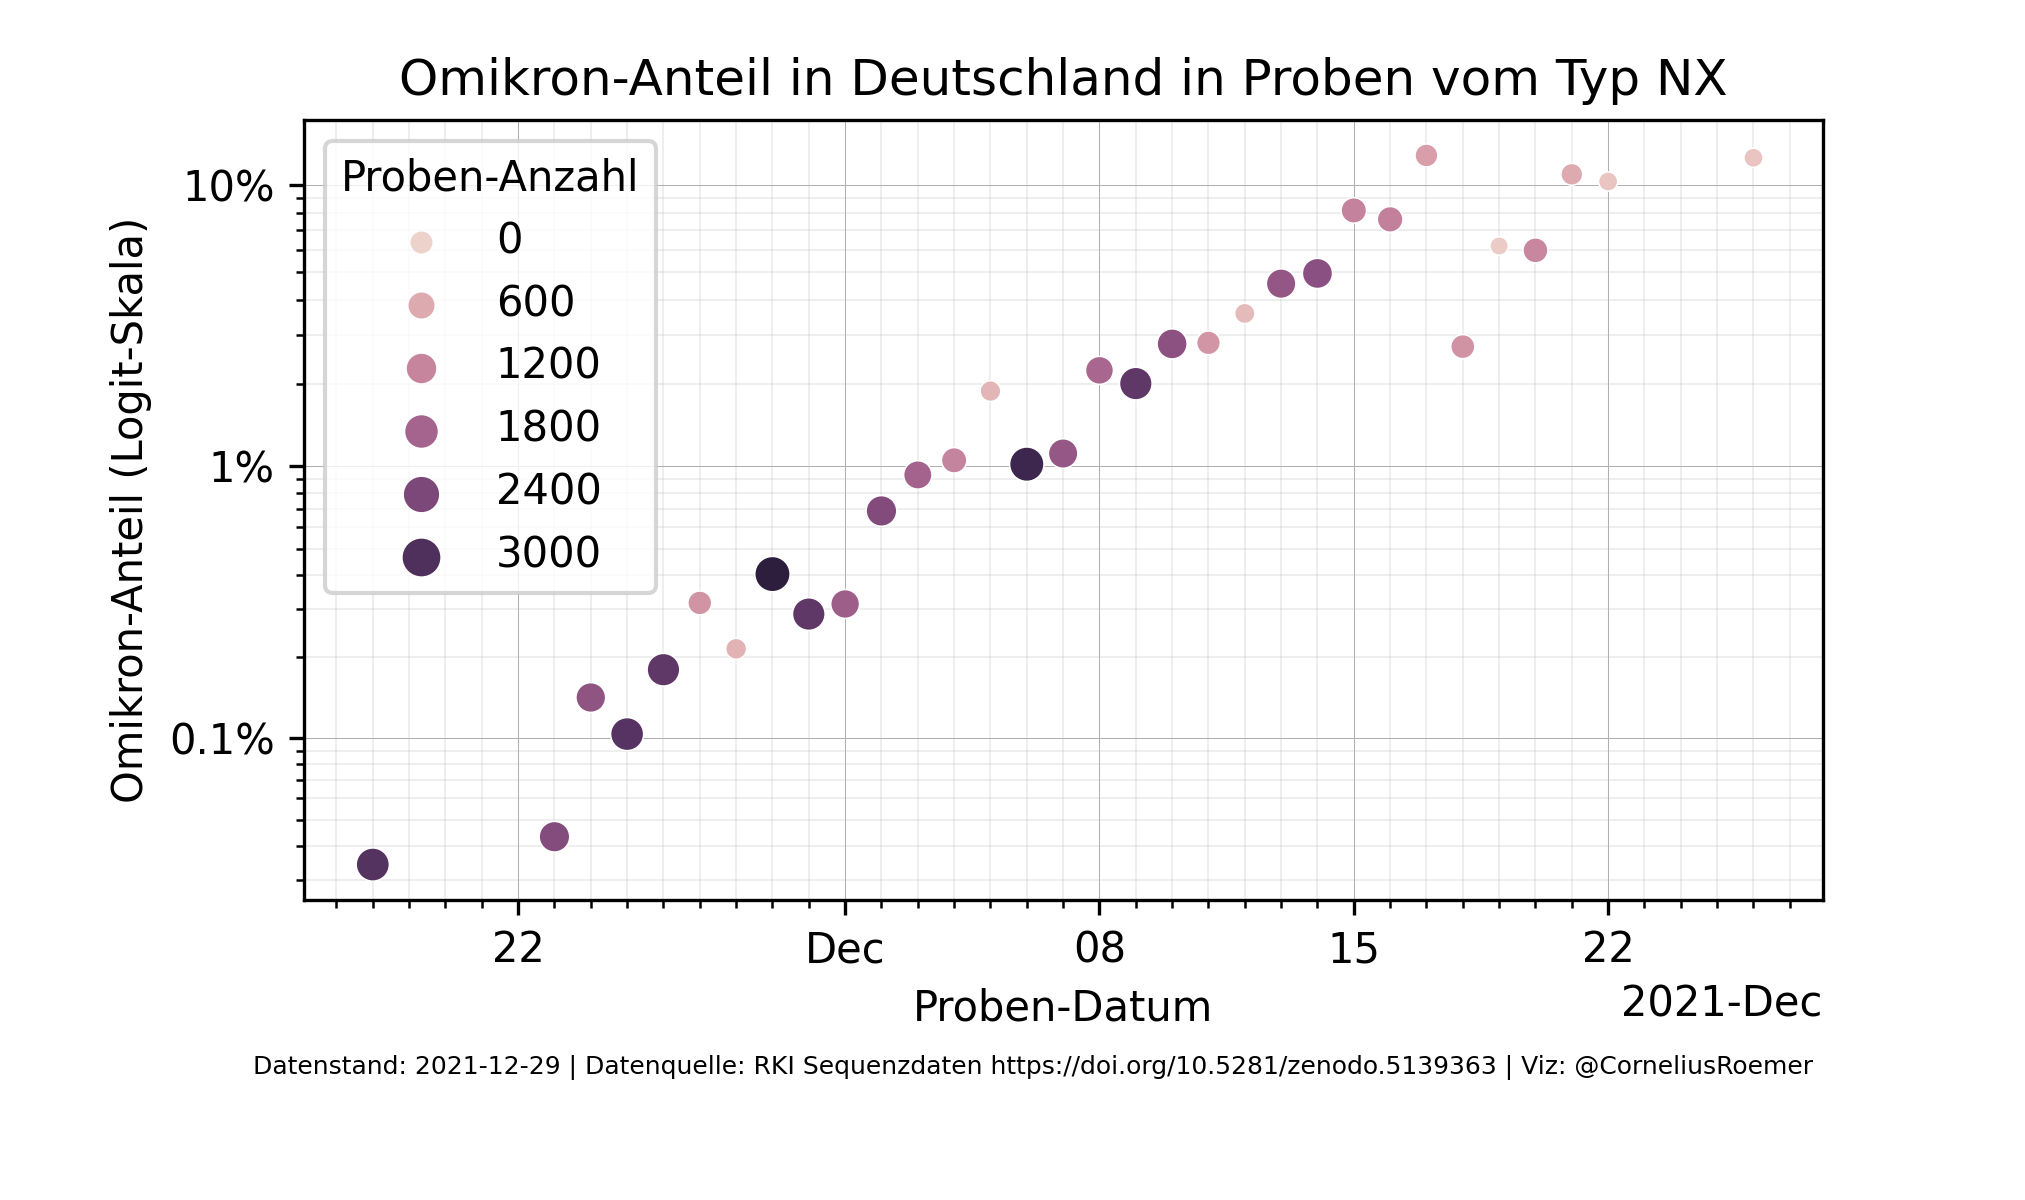 Omikron-Anteil in Deutschland in Proben vom Typ NX
Proben-Anzahl
0
600
1200
1800
2400
3000
10%
1%
0.1%
Omikron-Anteil (Logit-Skala)
22
Dec
08
15
22
2021-Dec
Proben-Datum
Datenstand: 2021-12-29 | Datenquelle: RKI Sequenzdaten https://doi.org/10.5281/zenodo.5139363 | Viz: @CorneliusRoemer